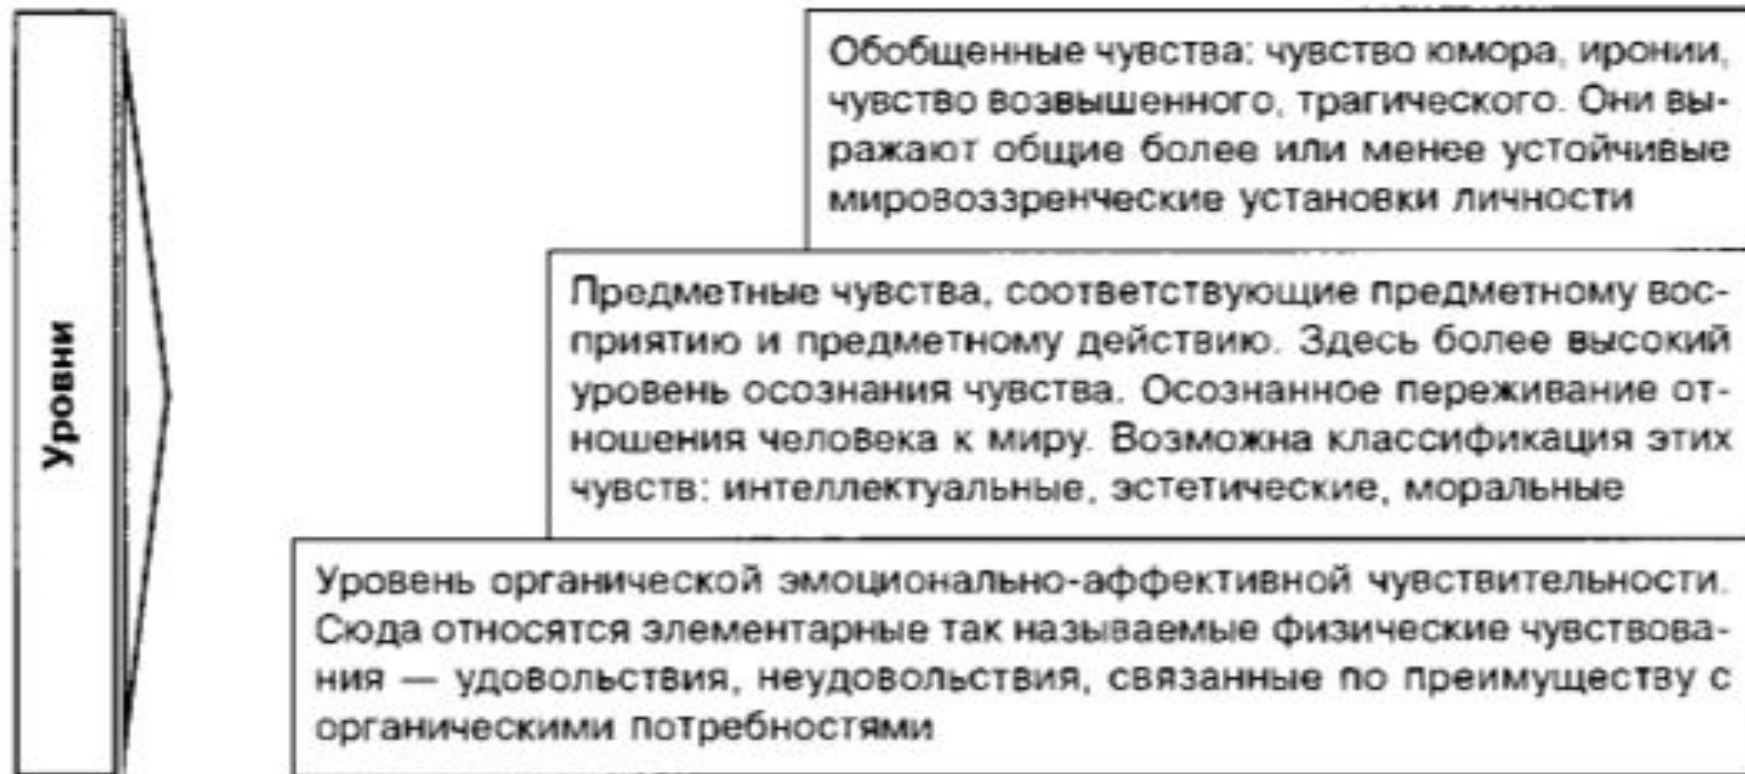 Уровни
Обобщенные чувства: чувство юмора, иронии,
чувство возвышенного, трагического. Они вы-
ражают общие более или менее устойчивые
мировоззренческие установки личности
Предметные чувства, соответствующие предметному вос-
приятию и предметному действию. Здесь более высокий
уровень осознания чувства. Осознанное переживание от-
ношения человека к миру. Возможна классификация этих
чувств: интеллектуальные, эстетические, моральные
Уровень органической эмоционально-аффективной чувствительности.
Сюда относятся элементарные так называемые физические чувствова-
ния — удовольствия, неудовольствия, связанные по преимуществу с
органическими потребностями